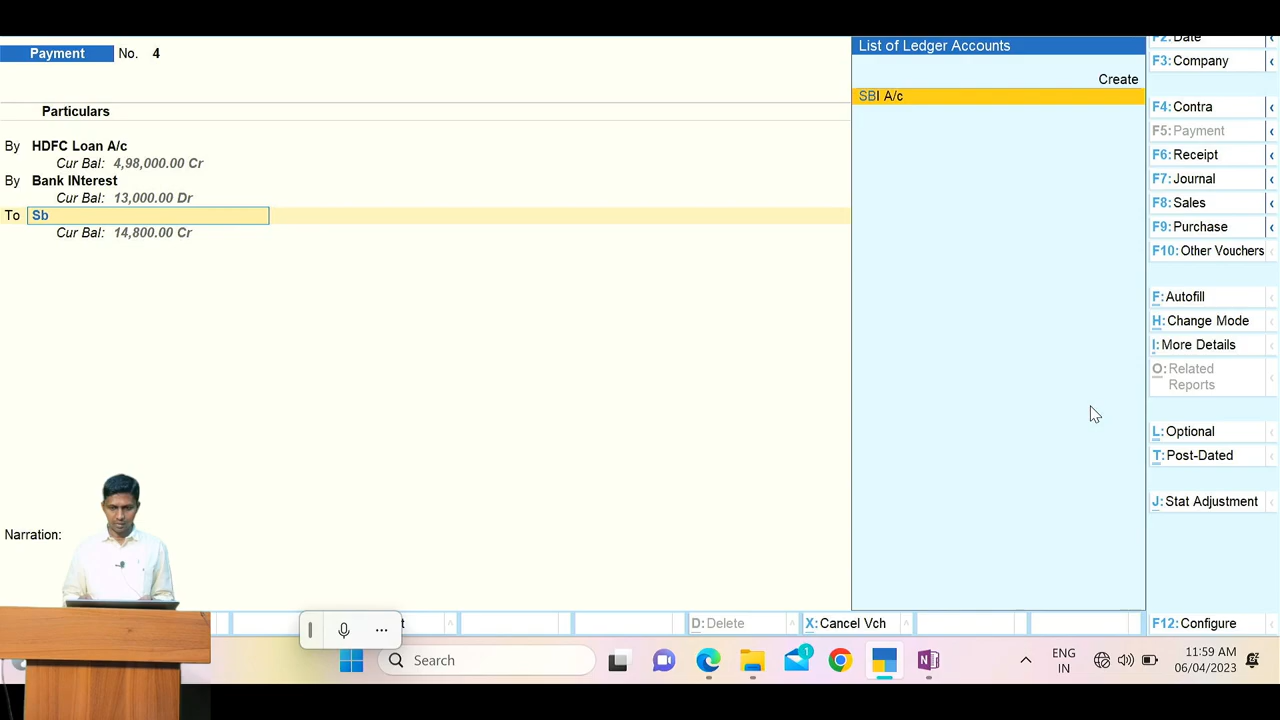 Payment No. 4
List of Ledger Accounts
F2: Date
F3: Company
Create
Particulars
SBI A/c
F4: Contra
F5: Payment
By HDFC Loan A/c
Cur Bal: 4,98,000.00 Cr
F6: Receipt
By Bank INterest
Cur Bal: 13,000.00 Dr
F7: Journal
To Sb
Cur Bal: 14,800.00 Cr
F8: Sales
F9: Purchase
F10: Other Vouchers
F: Autofill
H: Change Mode
I: More Details
O: Related
Reports
L: Optional
T: Post-Dated
J: Stat Adjustment
Narration:
D: Delete
X: Cancel Vch
F12: Configure
Search
1
ENG
IN
11:59 AM
06/04/2023